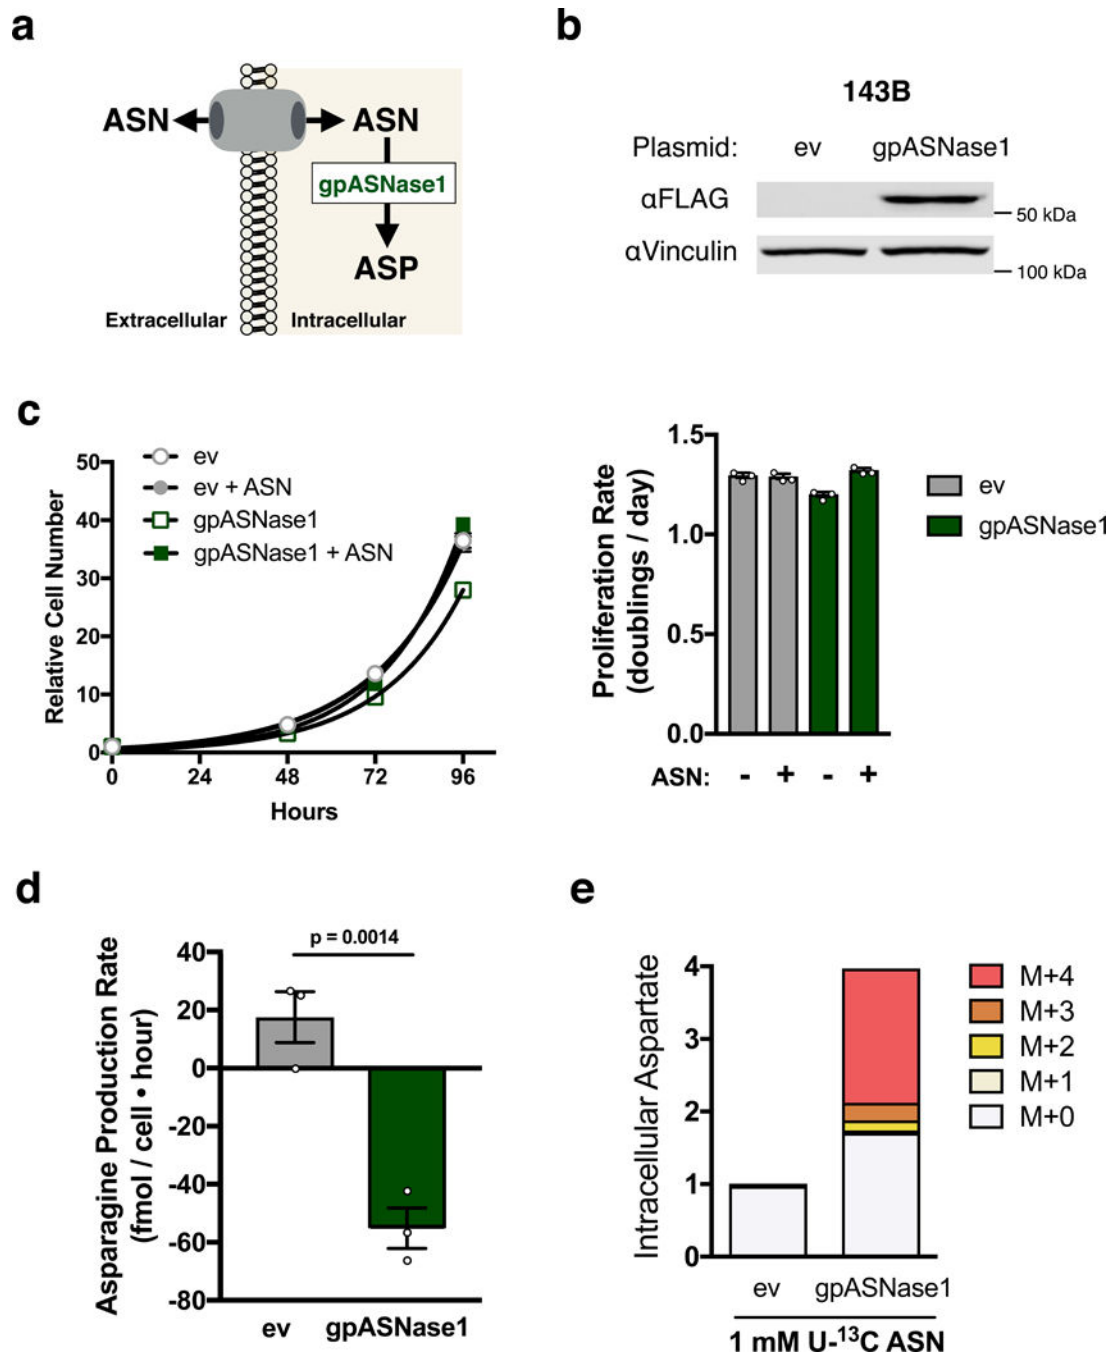 a
ASN
ASN
gpASNase1
ASP
Extracellular
Intracellular
b
143B
Plasmid:
ev
gpASNase1
αFLAG
50 kDa
αVinculin
100 kDa
c
ev
ev + ASN
gpASNase1
gpASNase1 + ASN
Relative Cell Number
50
40
30
20
10
0
0
24
48
72
96
Hours
Proliferation Rate
(doublings / day)
1.5
1.0
0.5
0.0
ASN:
-
+
-
+
ev
gpASNase1
d
Asparagine Production Rate
(fmol / cell • hour)
p = 0.0014
40
20
0
-20
-40
-60
-80
ev
gpASNase1
e
Intracellular Aspartate
4
3
2
1
0
ev
gpASNase1
1 mM U-¹³C ASN
M+4
M+3
M+2
M+1
M+0